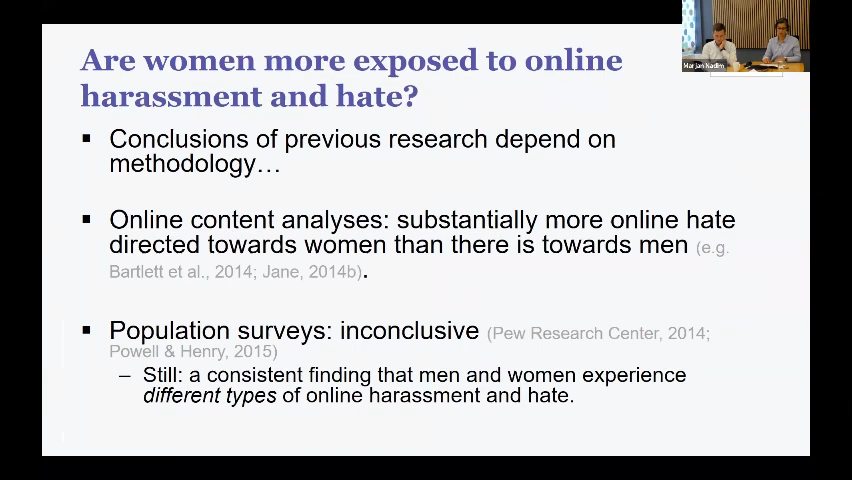 Are women more exposed to online
harassment and hate?
▪ Conclusions of previous research depend on
methodology…
▪ Online content analyses: substantially more online hate
directed towards women than there is towards men (e.g.
Bartlett et al., 2014; Jane, 2014b).
▪ Population surveys: inconclusive (Pew Research Center, 2014;
Powell & Henry, 2015)
– Still: a consistent finding that men and women experience
different types of online harassment and hate.
Marjan Nadim